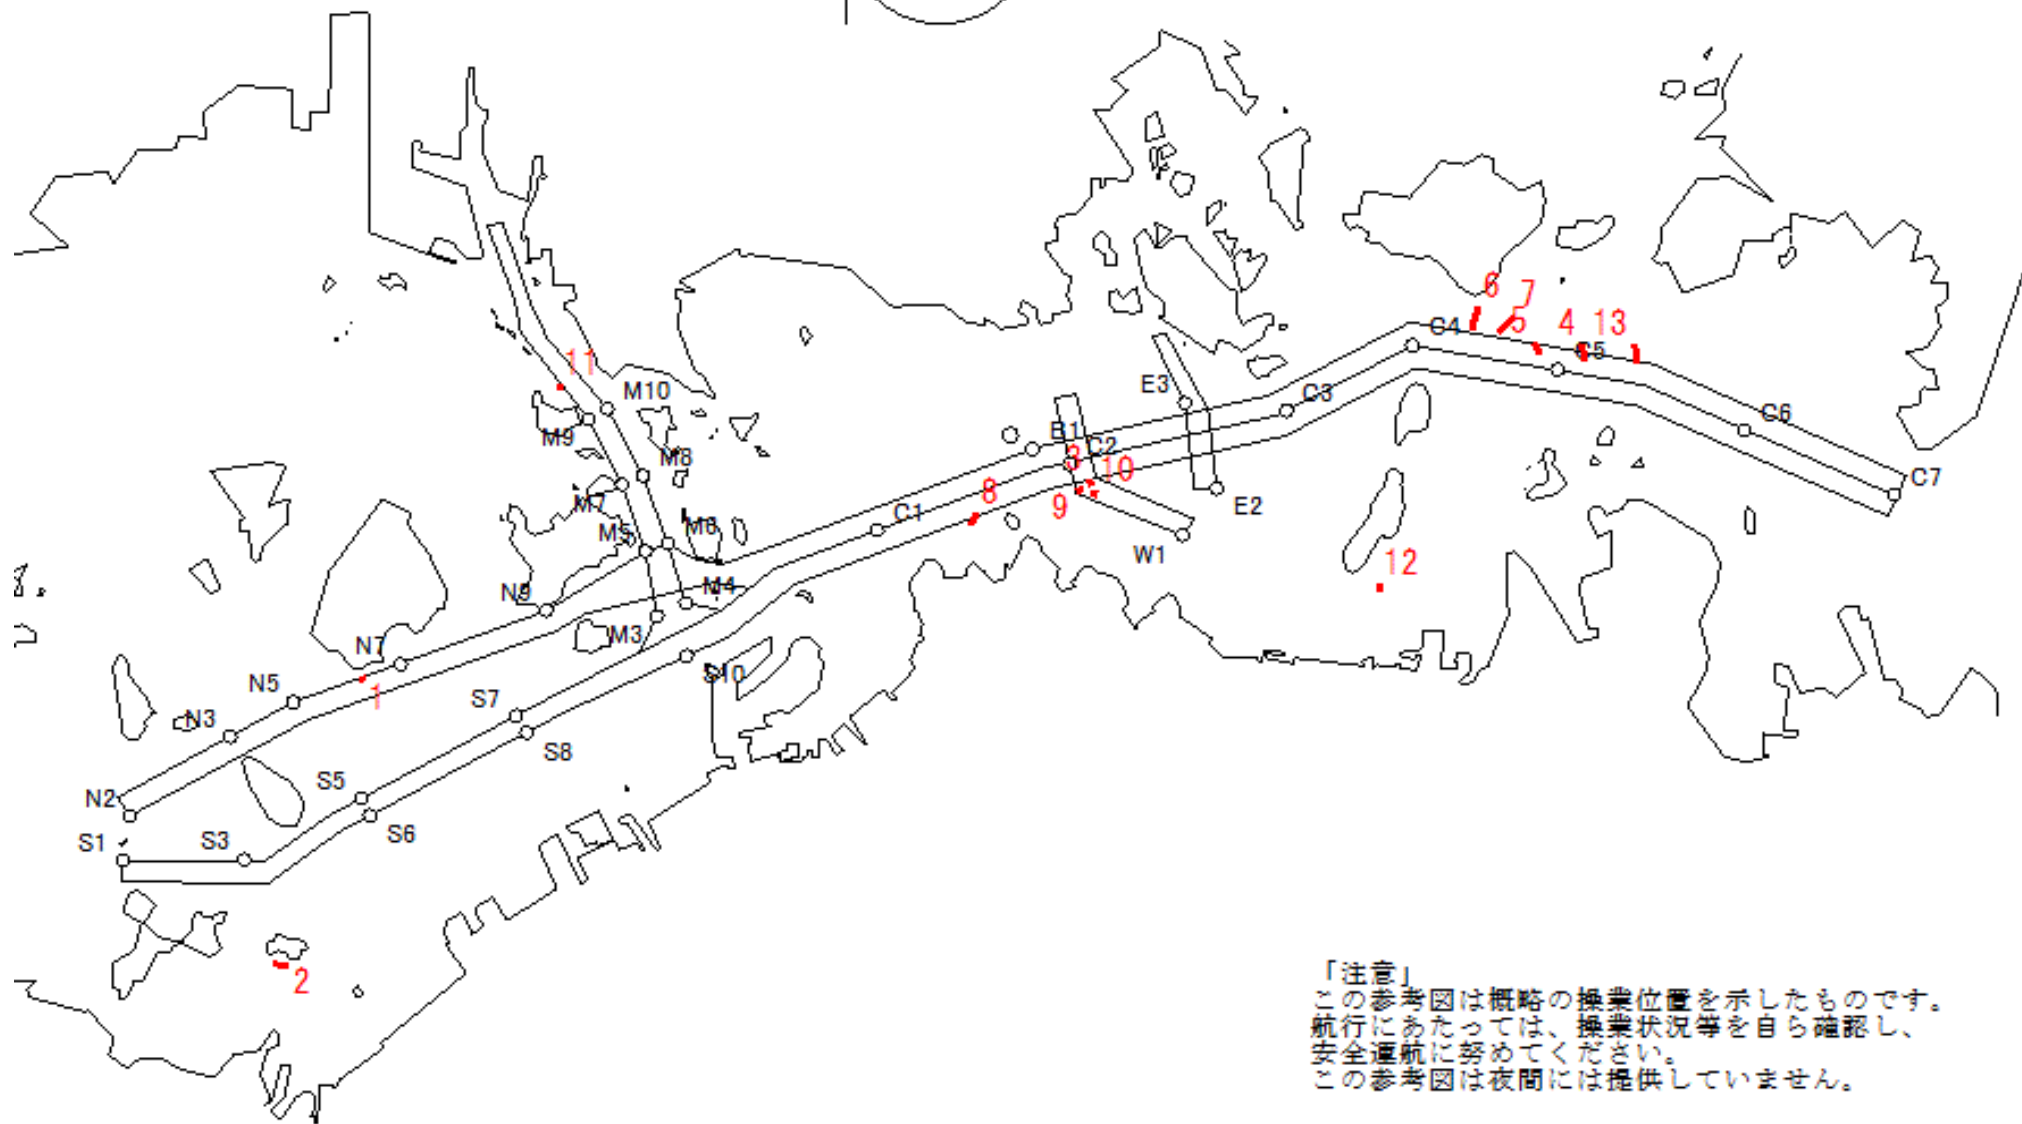 6
7
C4
5
4
13
C5
11
M10
E3
C3
C6
M9
B1
C2
M8
3
10
C7
M7
8
9
E2
C1
M5
M6
W1
12
N9
M4
M3
N7
S10
N5
1
S7
N3
S8
S5
N2
S6
S1
S3
2
「注意」
この参考図は概略の操業位置を示したものです。
航行にあたっては、操業状況等を自ら確認し、
安全運航に努めてください。
この参考図は夜間には提供していません。